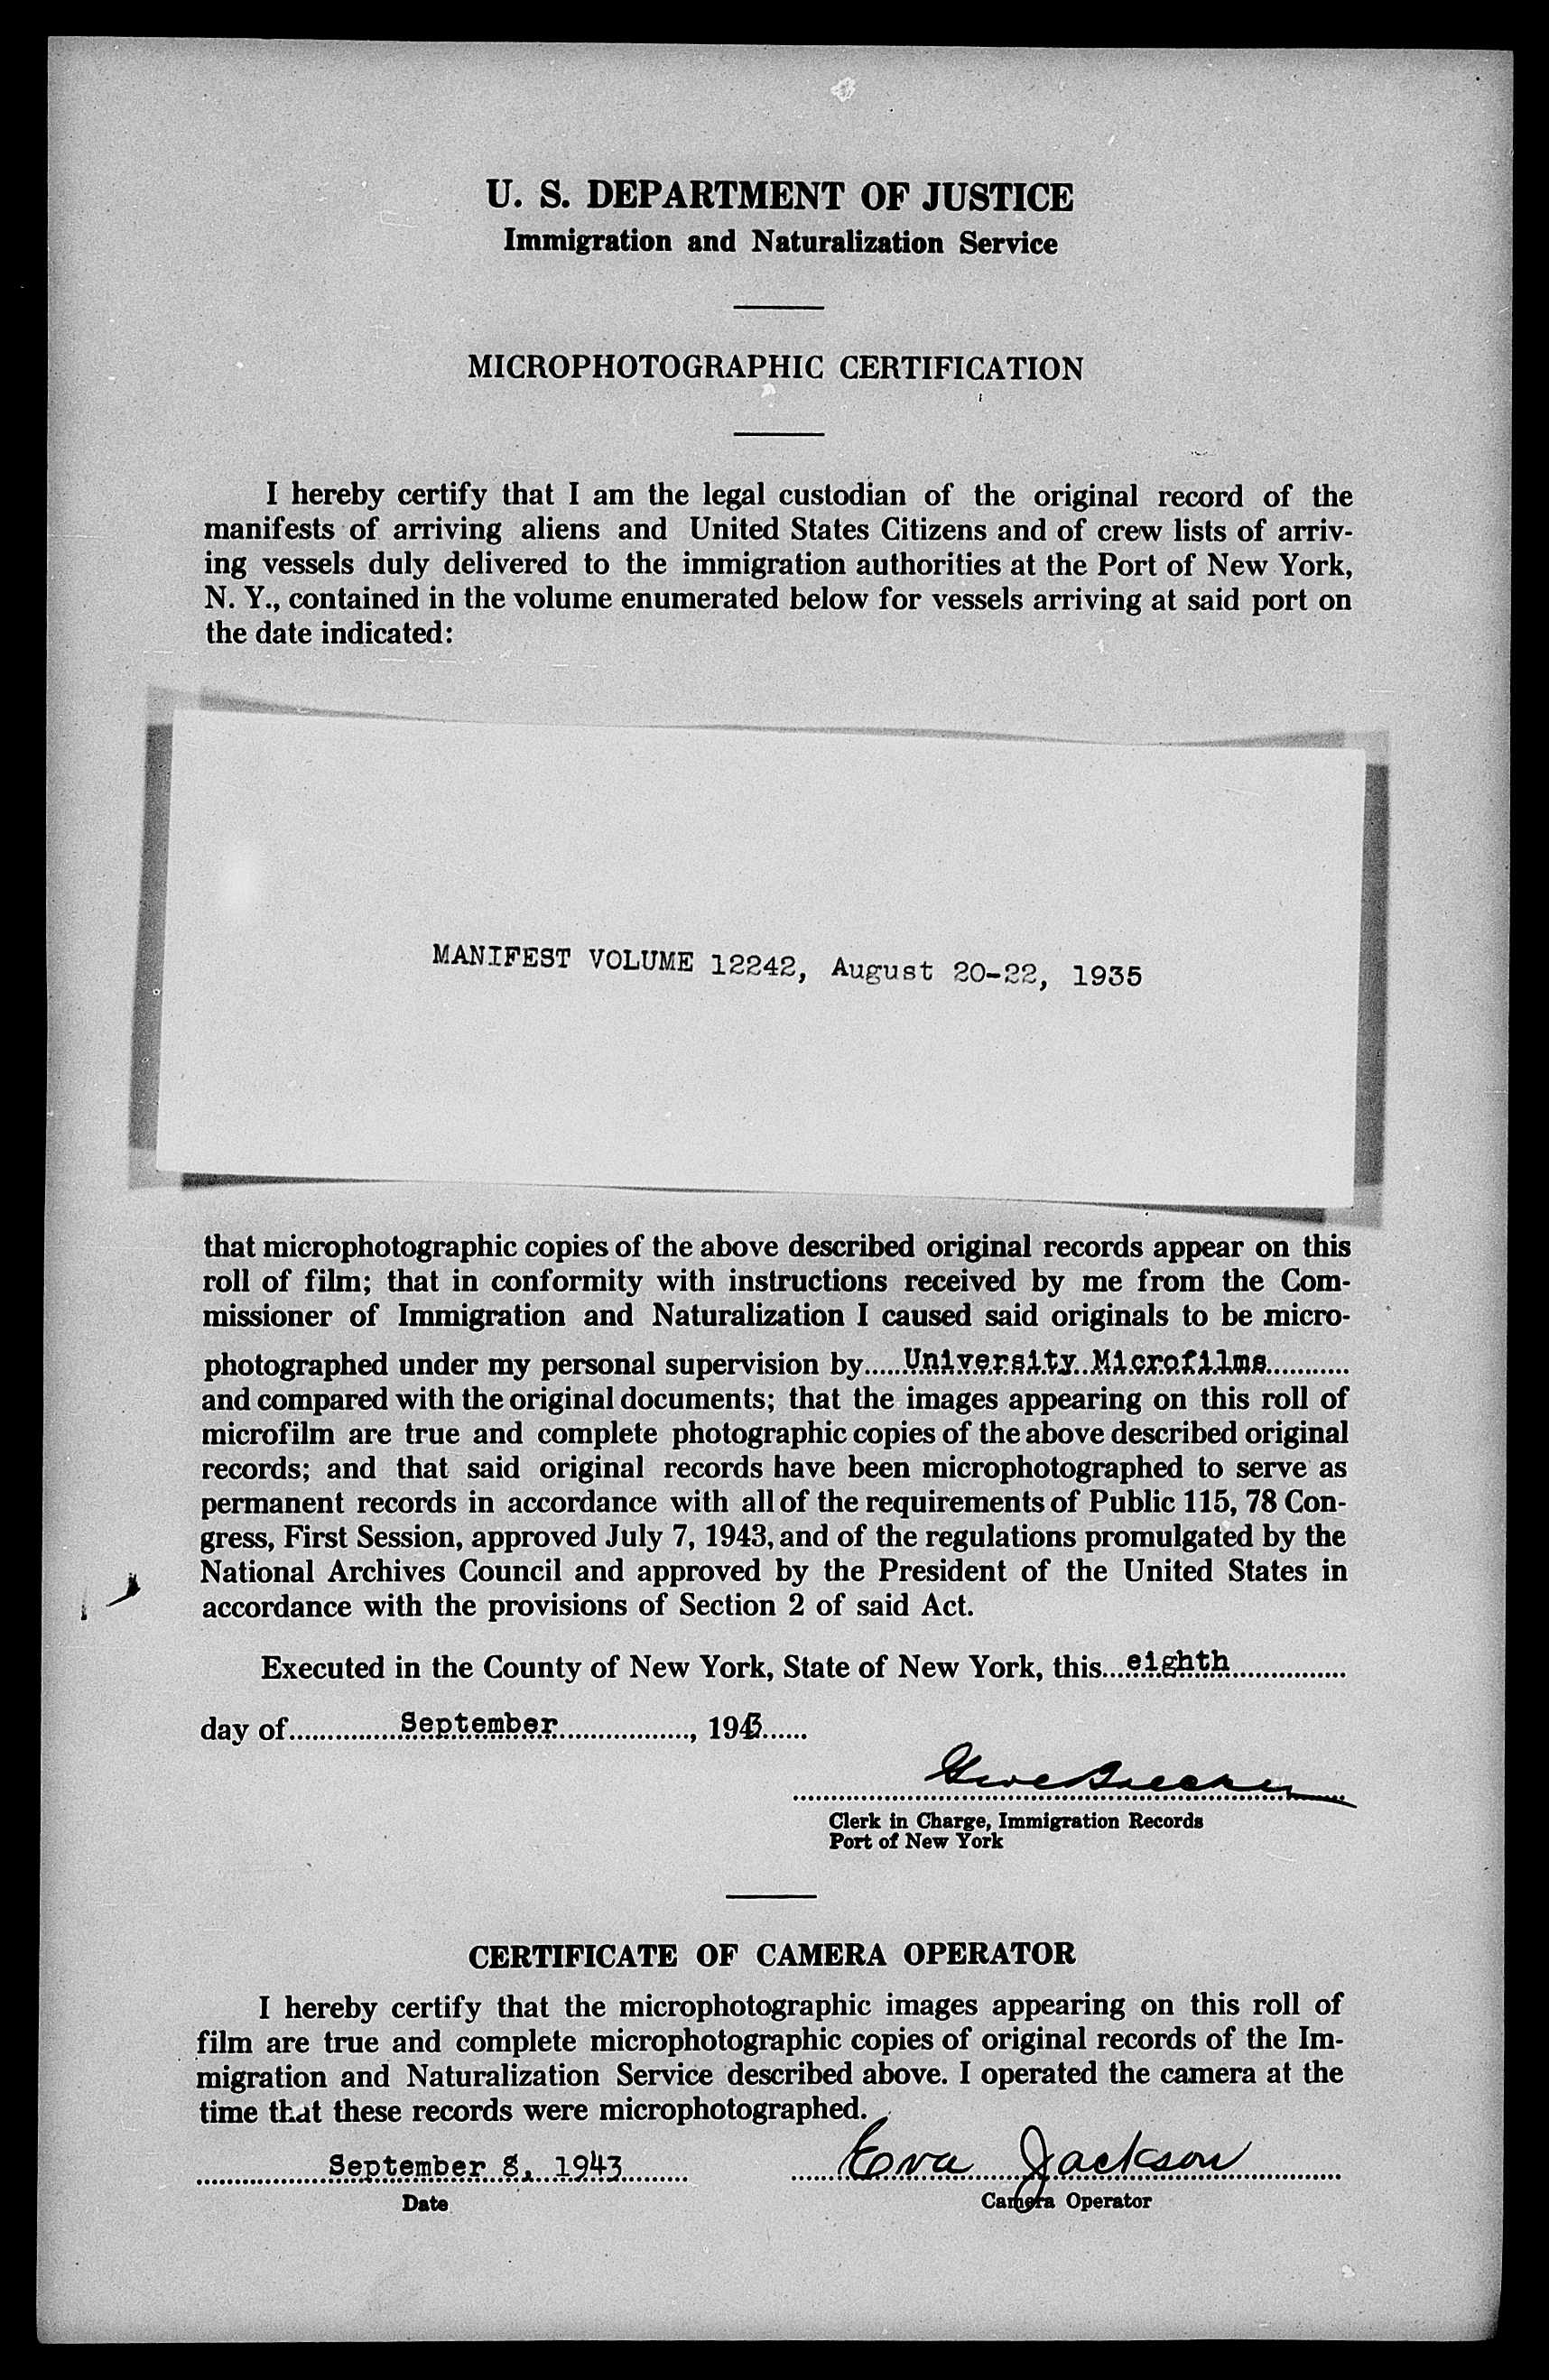 U. S. DEPARTMENT OF JUSTICE
Immigration and Naturalization Service
MICROPHOTOGRAPHIC CERTIFICATION
I hereby certify that I am the legal custodian of the original record of the
manifests of arriving aliens and United States Citizens and of crew lists of arriv-
ing vessels duly delivered to the immigration authorities at the Port of New York,
N. Y., contained in the volume enumerated below for vessels arriving at said port on
the date indicated:
MANIFEST VOLUME 12242, August 20-22, 1935
that microphotographic copies of the above described original records appear on this
roll of film; that in conformity with instructions received by me from the Com-
missioner of Immigration and Naturalization I caused said originals to be micro-
photographed under my personal supervision by University Microfilms
and compared with the original documents; that the images appearing on this roll of
microfilm are true and complete photographic copies of the above described original
records; and that said original records have been microphotographed to serve as
permanent records in accordance with all of the requirements of Public 115, 78 Con-
gress, First Session, approved July 7, 1943, and of the regulations promulgated by the
National Archives Council and approved by the President of the United States in
accordance with the provisions of Section 2 of said Act.
Executed in the County of New York, State of New York, this eighth
day of September, 1943
Clerk in Charge, Immigration Records
Port of New York
CERTIFICATE OF CAMERA OPERATOR
I hereby certify that the microphotographic images appearing on this roll of
film are true and complete microphotographic copies of original records of the Im-
migration and Naturalization Service described above. I operated the camera at the
time that these records were microphotographed.
September 8, 1943 Jackson
Date Camera Operator